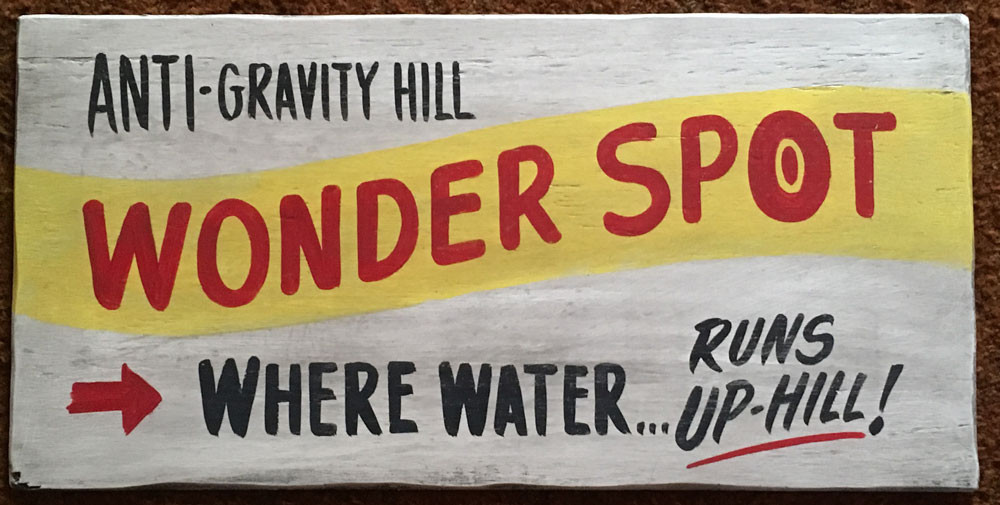 ANTI-GRAVITY HILL
WONDER SPOT
WHERE WATER... RUNS
UP-HILL!